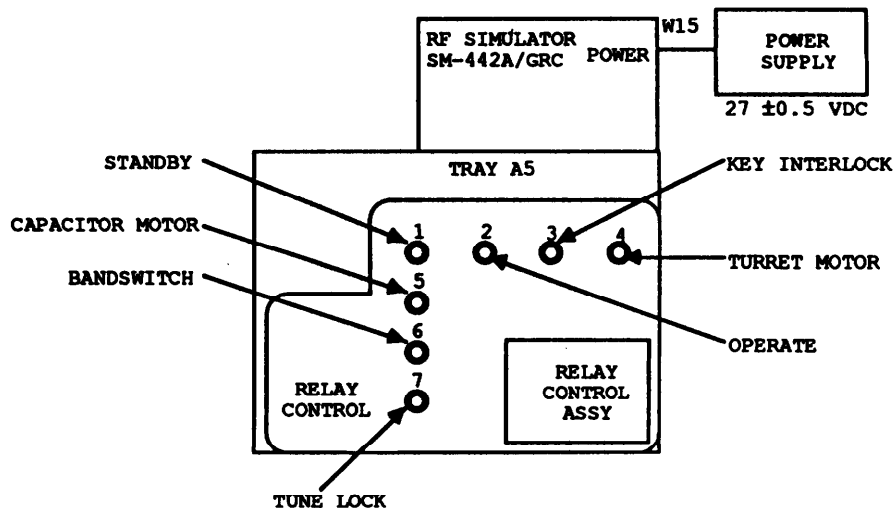 RF SIMULATOR
SM-442A/GRC
POWER
W15
POWER
SUPPLY
27 ±0.5 VDC
STANDBY
TRAY A5
KEY INTERLOCK
CAPACITOR MOTOR
1
2
3
4
BANDSWITCH
5
TURRET MOTOR
6
OPERATE
7
RELAY
CONTROL
RELAY
CONTROL
ASSY
TUNE LOCK